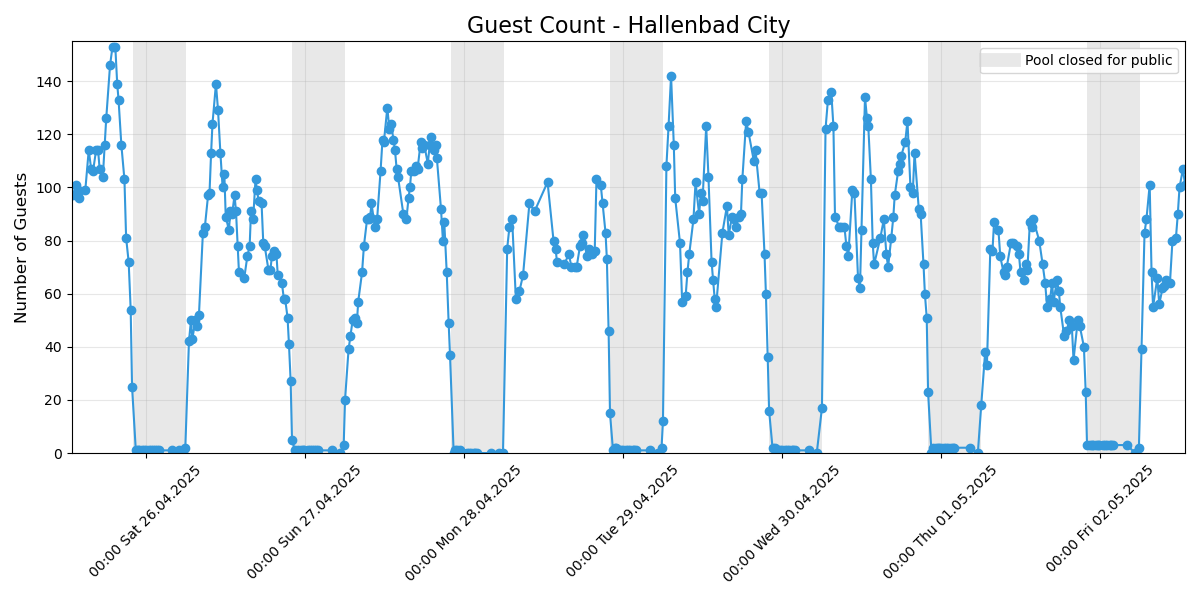 Guest Count - Hallenbad City
Pool closed for public
Number of Guests
140
120
100
80
60
40
20
0
00:00 Sat 26.04.2025
00:00 Sun 27.04.2025
00:00 Mon 28.04.2025
00:00 Tue 29.04.2025
00:00 Wed 30.04.2025
00:00 Thu 01.05.2025
00:00 Fri 02.05.2025